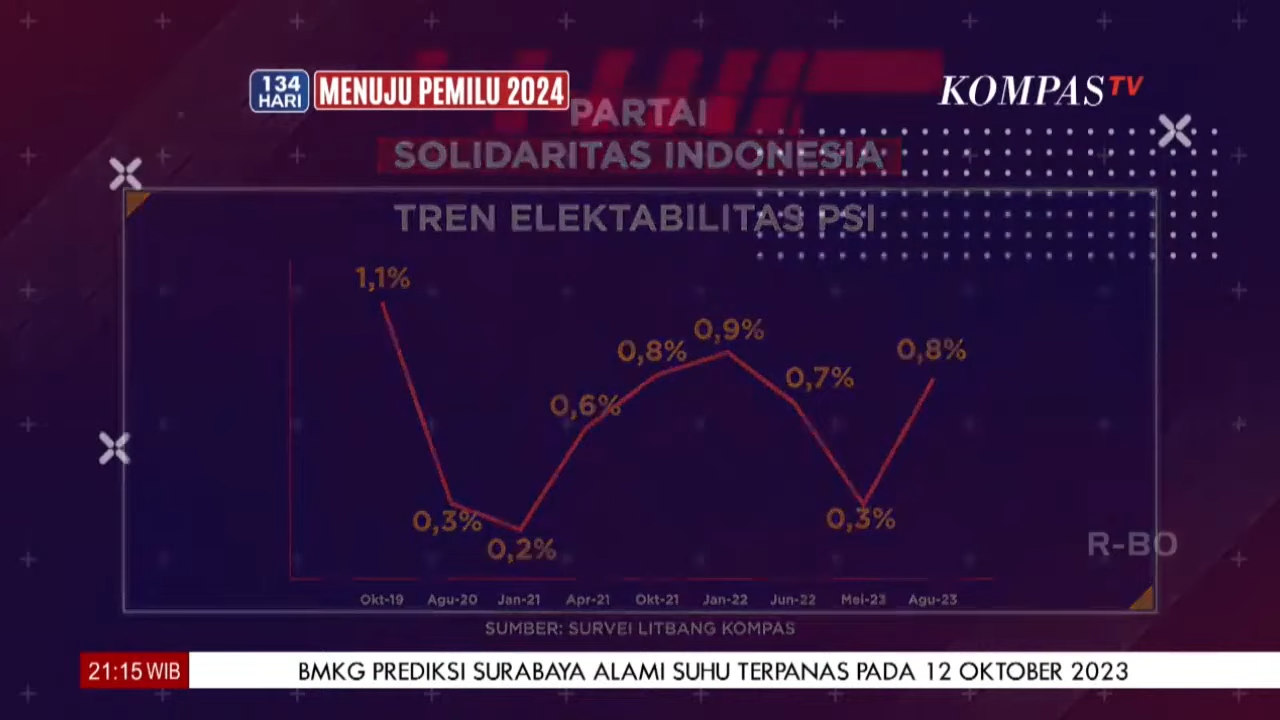 134 HARI
MENUJU PEMILU 2024
KOMPASTV
PARTAI
SOLIDARITAS INDONESIA
TREN ELEKTABILITAS PSI
1,1%
0,3%
0,2%
0,6%
0,8%
0,9%
0,7%
0,3%
0,8%
R-BO
Okt-19 Agu-20 Jan-21 Apr-21 Okt-21 Jan-22 Jun-22 Mei-23 Agu-23
SUMBER: SURVEI LITBANG KOMPAS
21:15 WIB
BMKG PREDIKSI SURABAYA ALAMI SUHU TERPANAS PADA 12 OKTOBER 2023